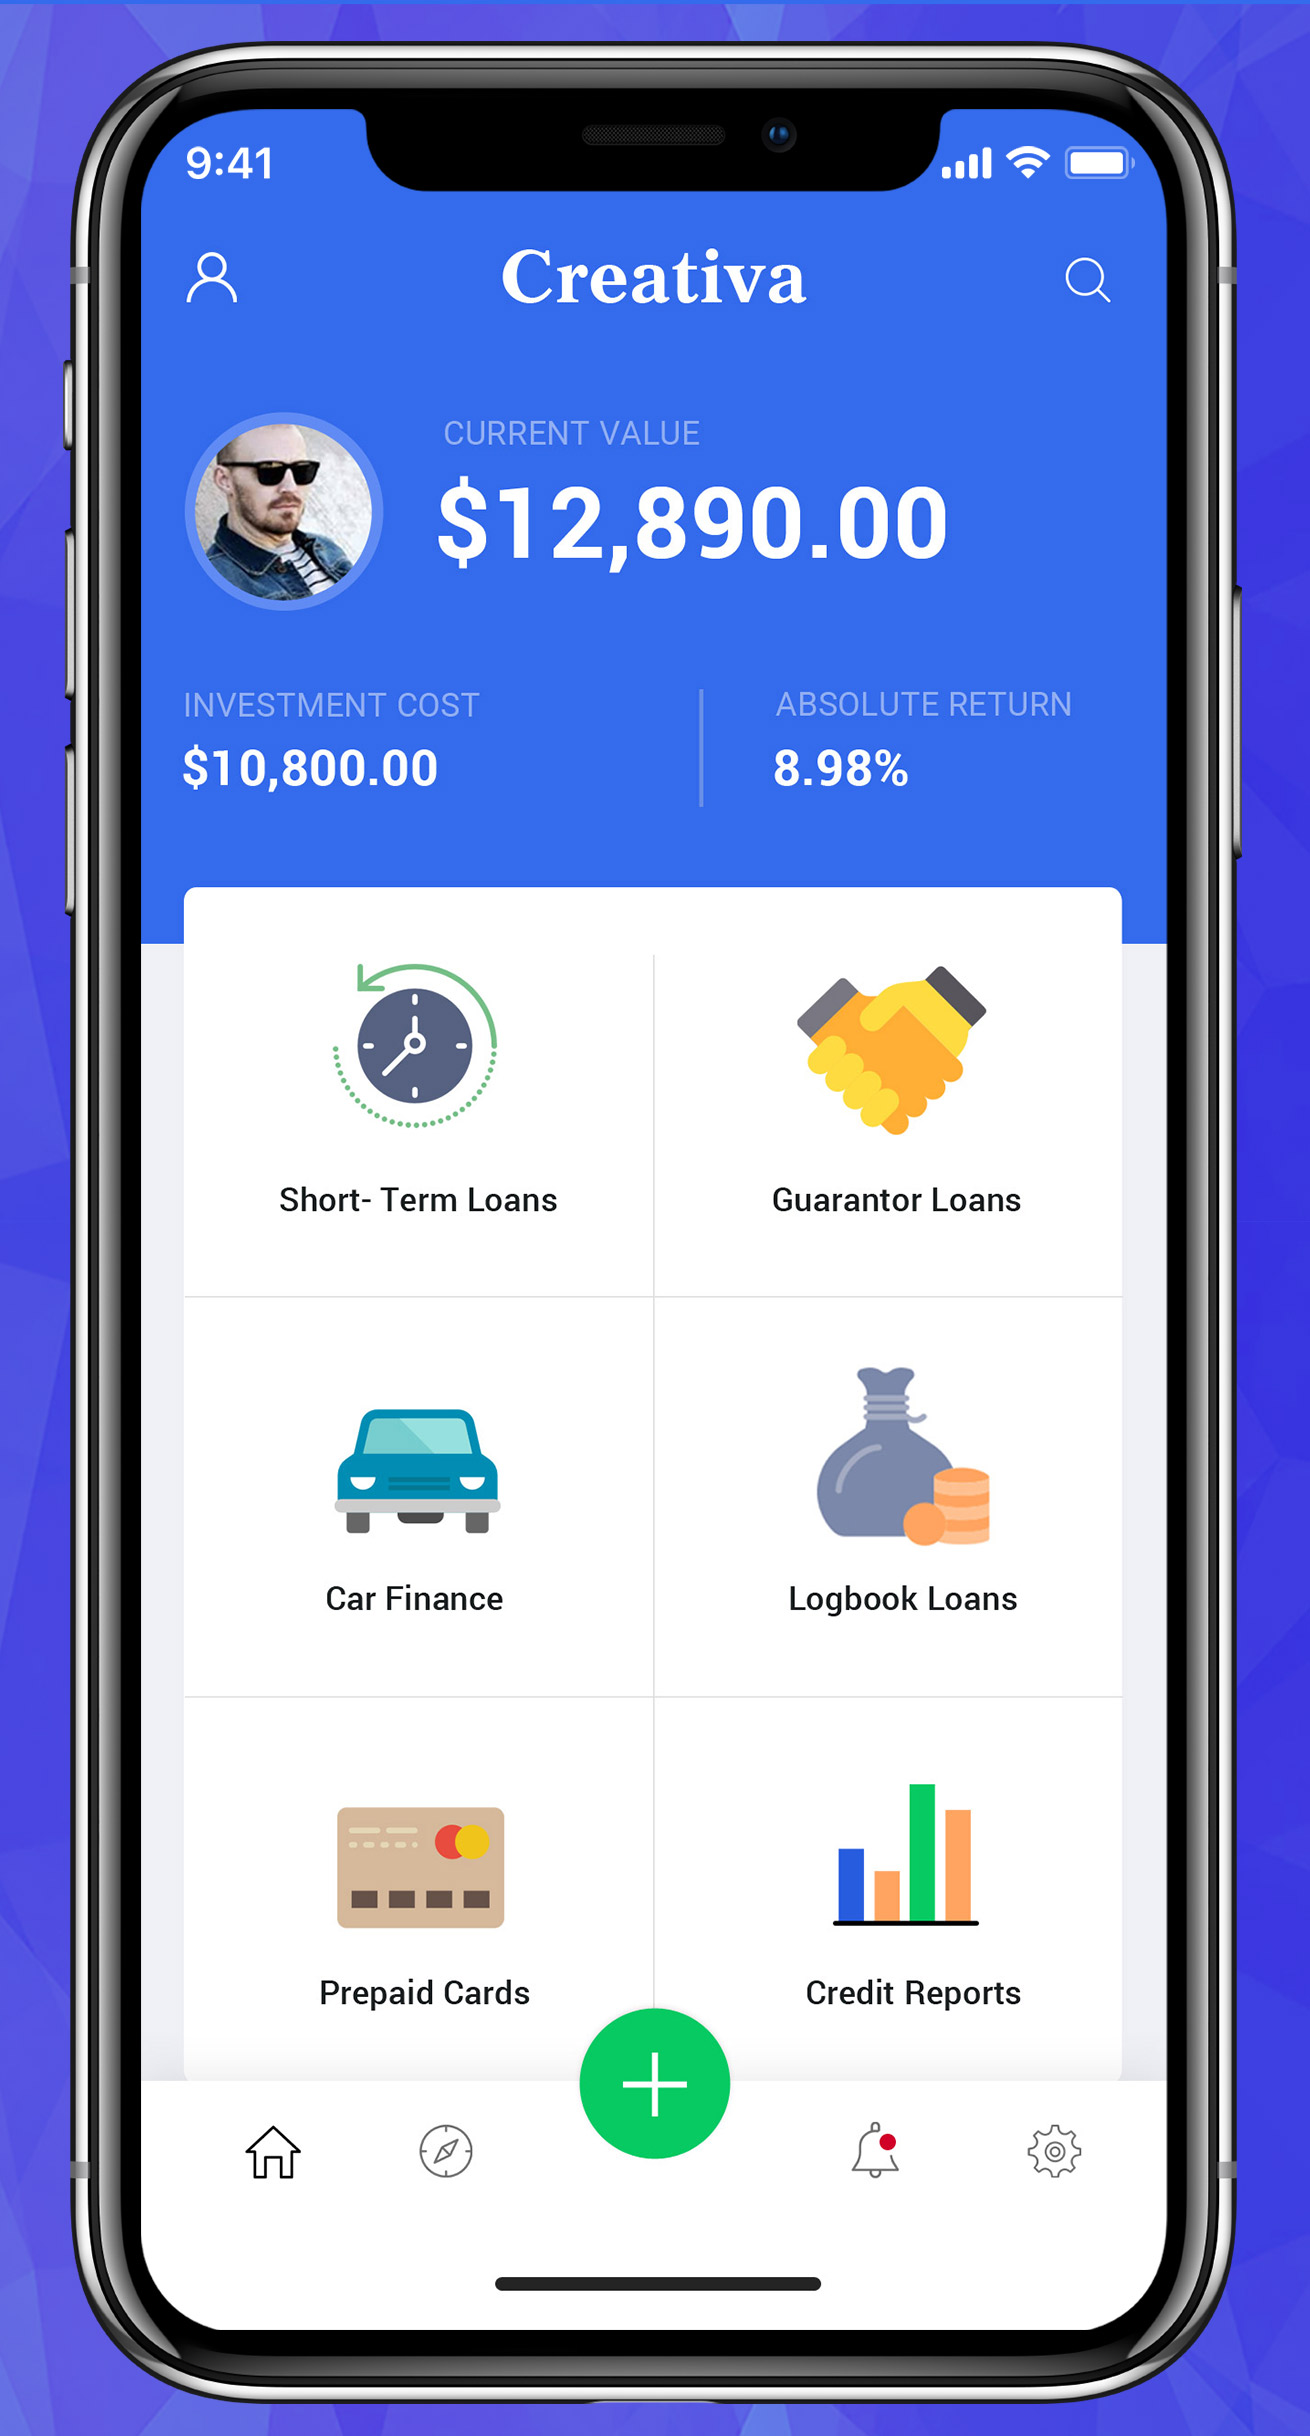 9:41
Creativa
CURRENT VALUE
$12,890.00
INVESTMENT COST
$10,800.00
ABSOLUTE RETURN
8.98%
Short- Term Loans
Guarantor Loans
Car Finance
Logbook Loans
Prepaid Cards
Credit Reports